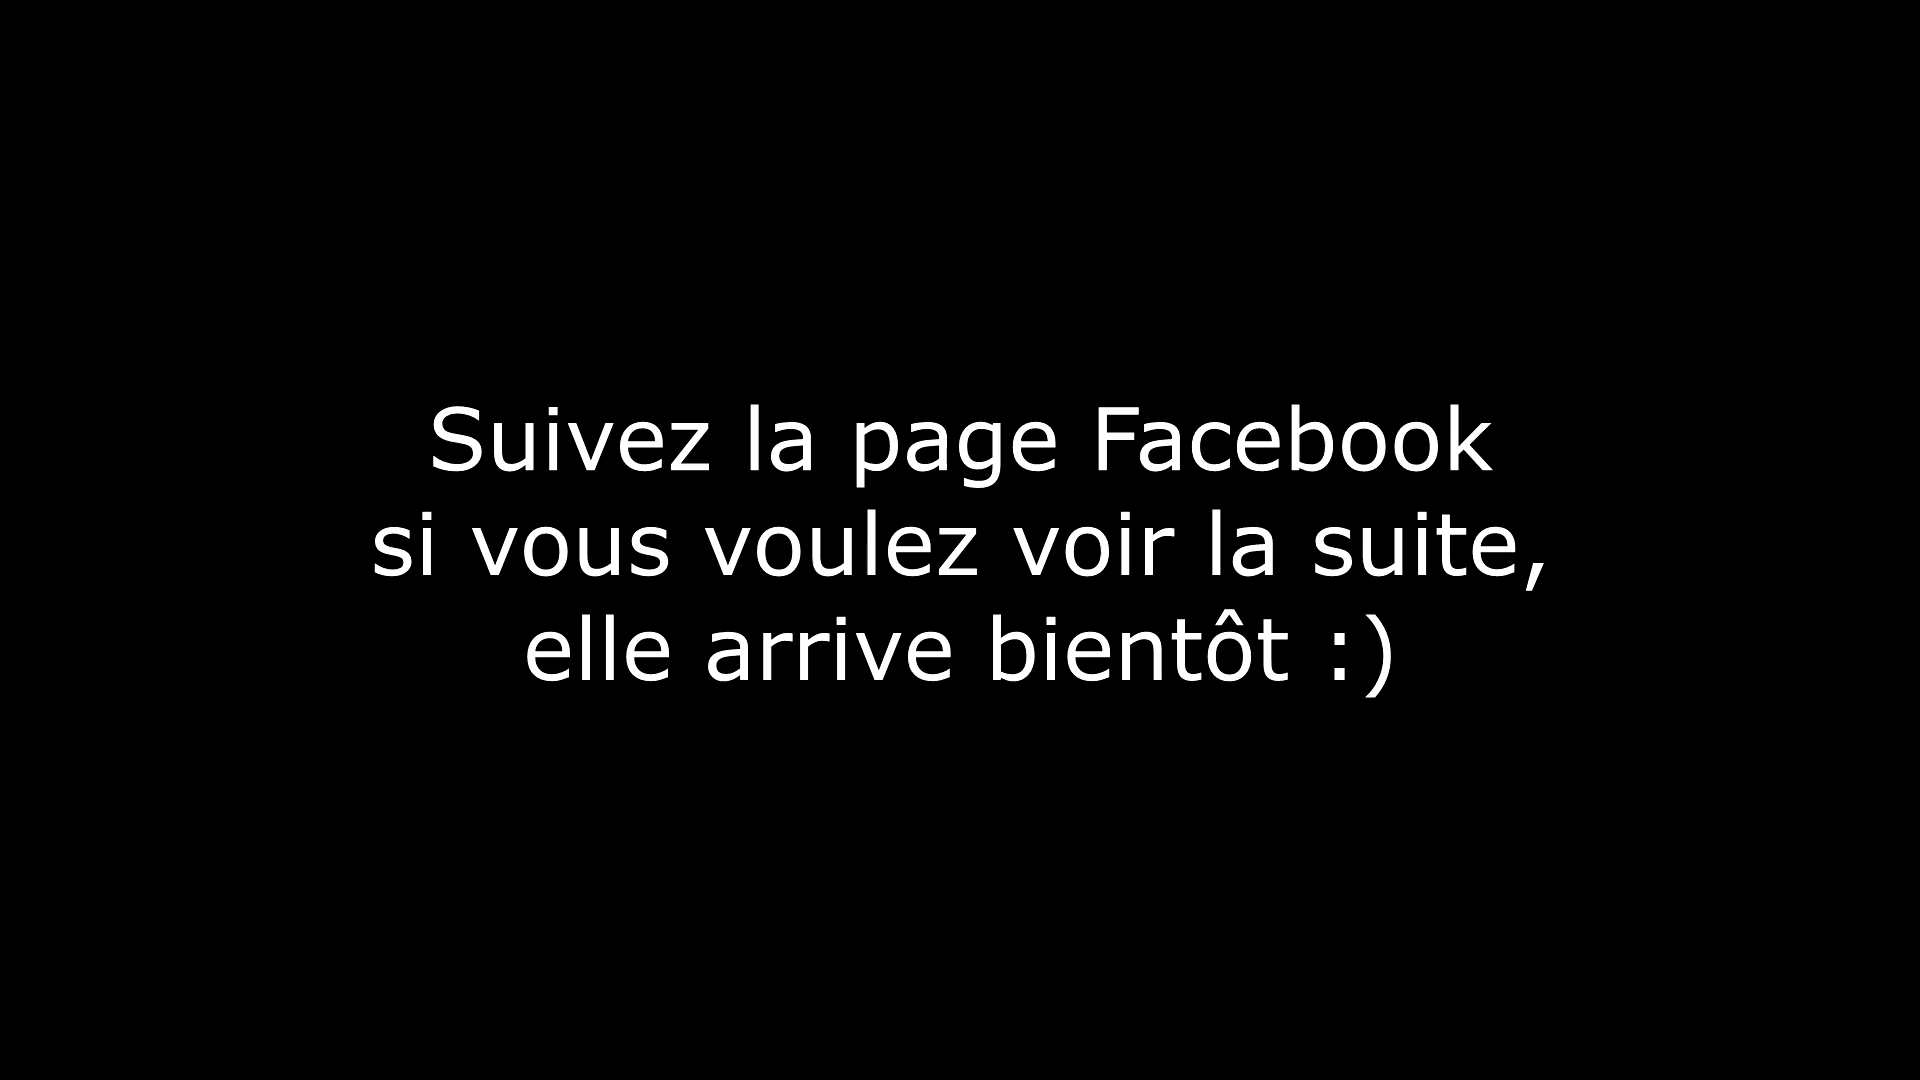 Suivez la page Facebook
si vous voulez voir la suite,
elle arrive bientôt :)